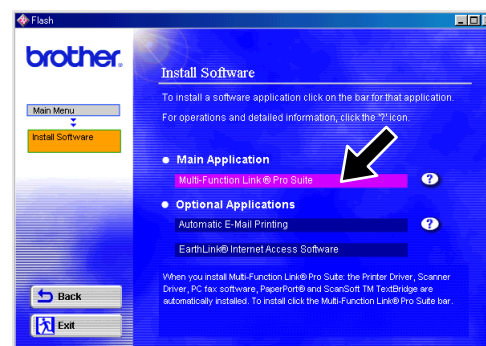 Flash
brother.
Install Software
To install a software application click on the bar for that application.
For operations and detailed information, click the "?" icon.
Main Menu
Install Software
Main Application
Multi-Function Link® Pro Suite
?
Optional Applications
Automatic E-Mail Printing
?
EarthLink® Internet Access Software
When you install Multi-Function Link® Pro Suite: the Printer Driver, Scanner
Driver, PC fax software, PaperPort® and ScanSoft TM TextBridge are
automatically installed. To install click the Multi-Function Link® Pro Suite bar.
Back
Exit